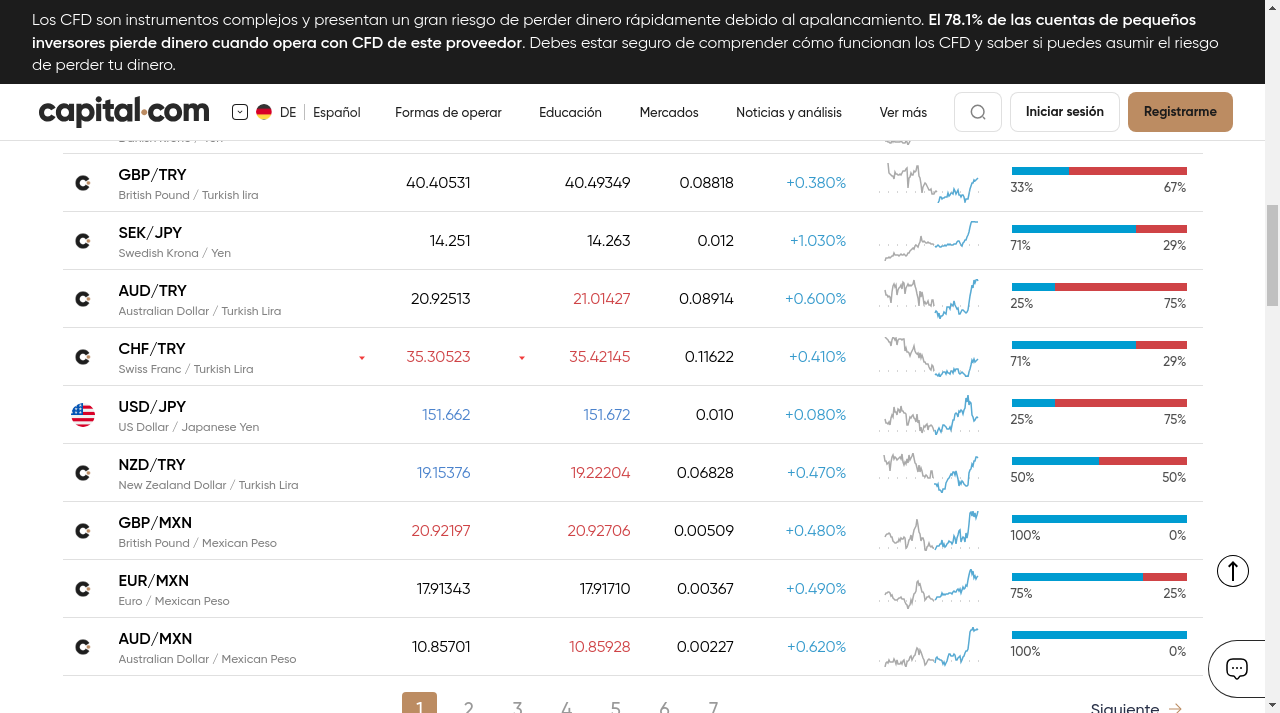 Los CFD son instrumentos complejos y presentan un gran riesgo de perder dinero rápidamente debido al apalancamiento. El 78.1% de las cuentas de pequeños
inversores pierde dinero cuando opera con CFD de este proveedor. Debes estar seguro de comprender cómo funcionan los CFD y saber si puedes asumir el riesgo
de perder tu dinero.
capital.com DE Español Formas de operar Educación Mercados Noticias y análisis Ver más Iniciar sesión Registrarme
GBP/TRY 40.40531 40.49349 0.08818 +0.380%
British Pound / Turkish lira 33% 67%
SEK/JPY 14.251 14.263 0.012 +1.030%
Swedish Krona / Yen 71% 29%
AUD/TRY 20.92513 21.01427 0.08914 +0.600%
Australian Dollar / Turkish Lira 25% 75%
CHF/TRY 35.30523 35.42145 0.11622 +0.410%
Swiss Franc / Turkish Lira 71% 29%
USD/JPY 151.662 151.672 0.010 +0.080%
US Dollar / Japanese Yen 25% 75%
NZD/TRY 19.15376 19.22204 0.06828 +0.470%
New Zealand Dollar / Turkish Lira 50% 50%
GBP/MXN 20.92197 20.92706 0.00509 +0.480%
British Pound / Mexican Peso 100% 0%
EUR/MXN 17.91343 17.91710 0.00367 +0.490%
Euro / Mexican Peso 75% 25%
AUD/MXN 10.85701 10.85928 0.00227 +0.620%
Australian Dollar / Mexican Peso 100% 0%
1 2 3 4 5 6 7 Siguiente